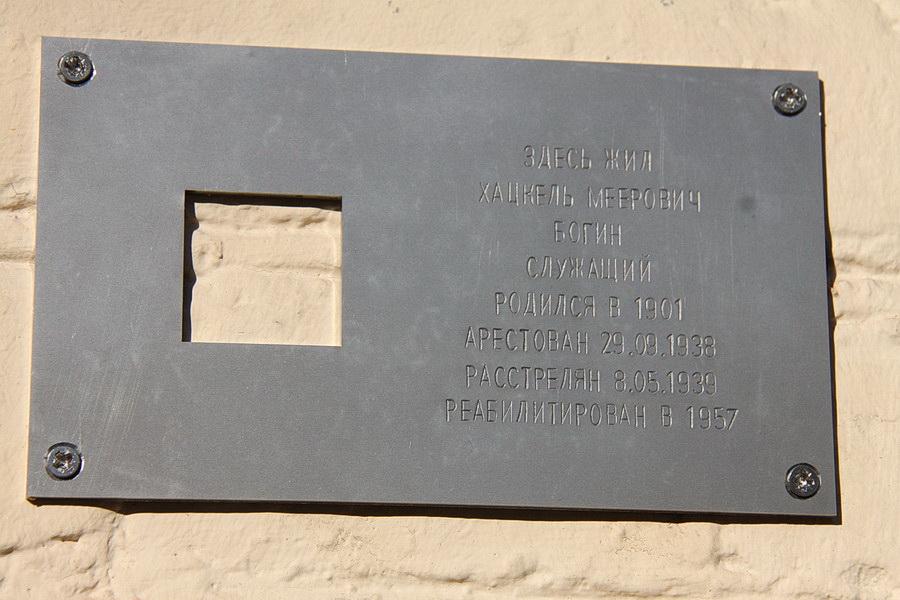 ЗДЕСЬ ЖИЛ
ХАЦКЕЛЬ МЕЕРОВИЧ
БОГИН
СЛУЖАЩИЙ
РОДИЛСЯ В 1901
АРЕСТОВАН 29.09.1938
РАССТРЕЛЯН 8.05.1939
РЕАБИЛИТИРОВАН В 1957